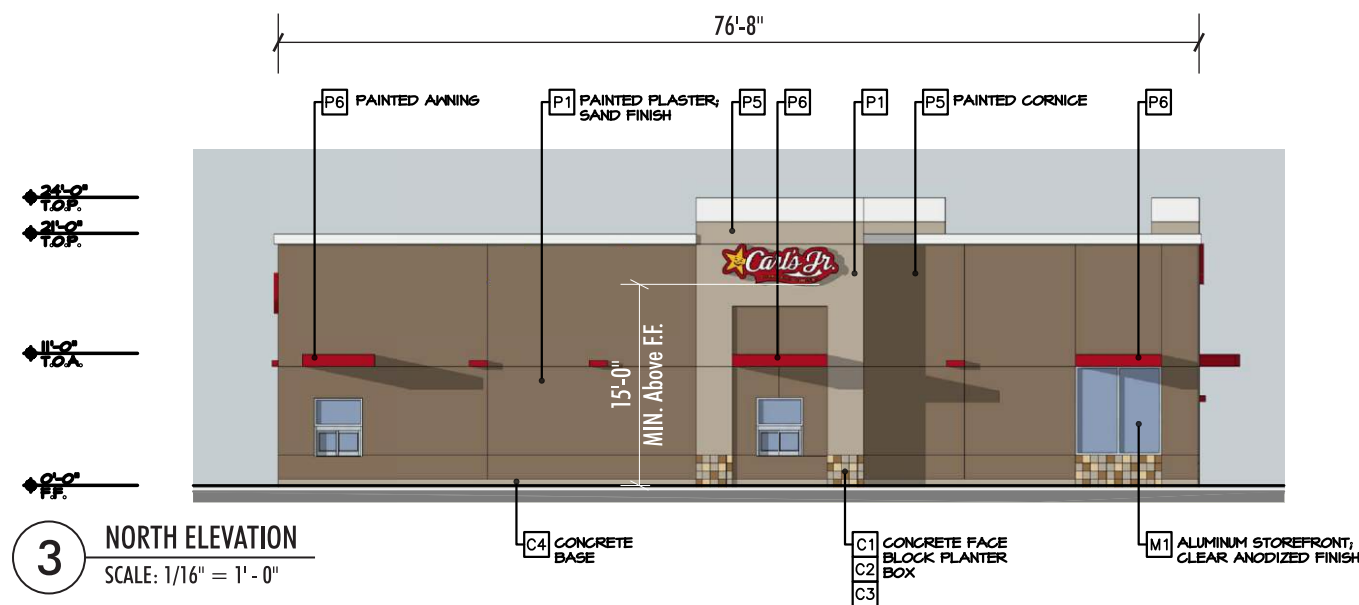 76'-8"
P6 PAINTED AWNING
P1 PAINTED PLASTER;
SAND FINISH
P5
P6
P1
P5 PAINTED CORNICE
P6
24'-0"
T.O.P.
21'-0"
T.O.P.
Carl's Jr.
11'-0"
T.O.A.
15'-0"
MIN. Above F.F.
0'-0"
F.F.
3
NORTH ELEVATION
SCALE: 1/16" = 1' - 0"
C4 CONCRETE
BASE
C1 CONCRETE FACE
C2 BLOCK PLANTER
BOX
C3
M1 ALUMINUM STOREFRONT;
CLEAR ANODIZED FINISH